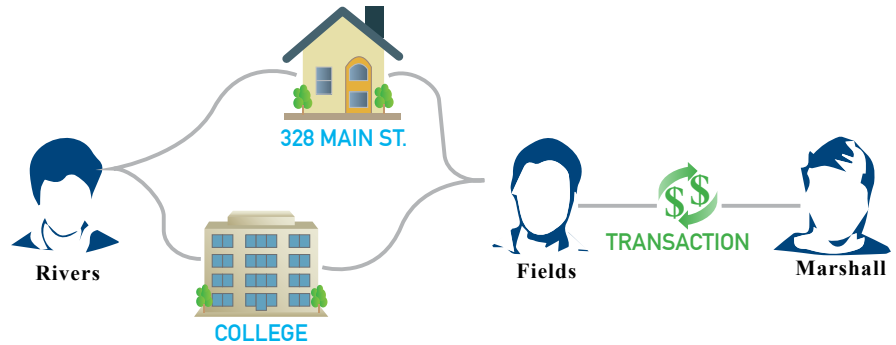 328 MAIN ST.
Rivers
COLLEGE
Fields
$$
TRANSACTION
Marshall